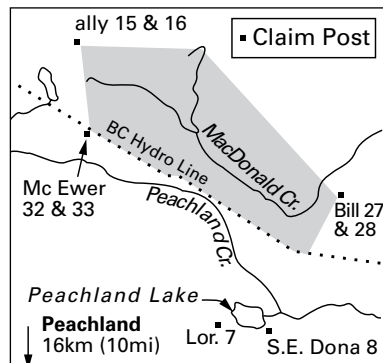 ally 15 & 16
Claim Post
MacDonald Cr.
BC Hydro Line
Mc Ewer
32 & 33
Peachland
Cr.
Bill 27
& 28
Peachland Lake
Peachland
16km (10mi)
Lor. 7
S.E. Dona 8